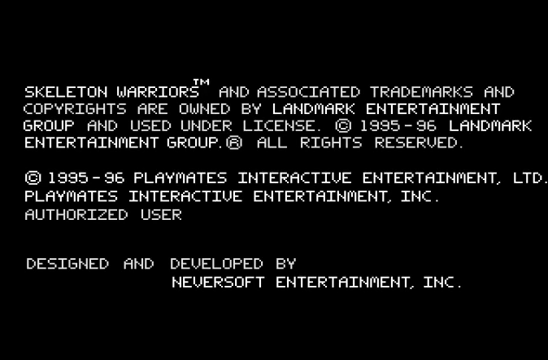 SKELETON WARRIORS™ AND ASSOCIATED TRADEMARKS AND
COPYRIGHTS ARE OWNED BY LANDMARK ENTERTAINMENT
GROUP AND USED UNDER LICENSE. © 1995-96 LANDMARK
ENTERTAINMENT GROUP.® ALL RIGHTS RESERVED.
© 1995-96 PLAYMATES INTERACTIVE ENTERTAINMENT, LTD.
PLAYMATES INTERACTIVE ENTERTAINMENT, INC.
AUTHORIZED USER
DESIGNED AND DEVELOPED BY
NEVERSOFT ENTERTAINMENT, INC.